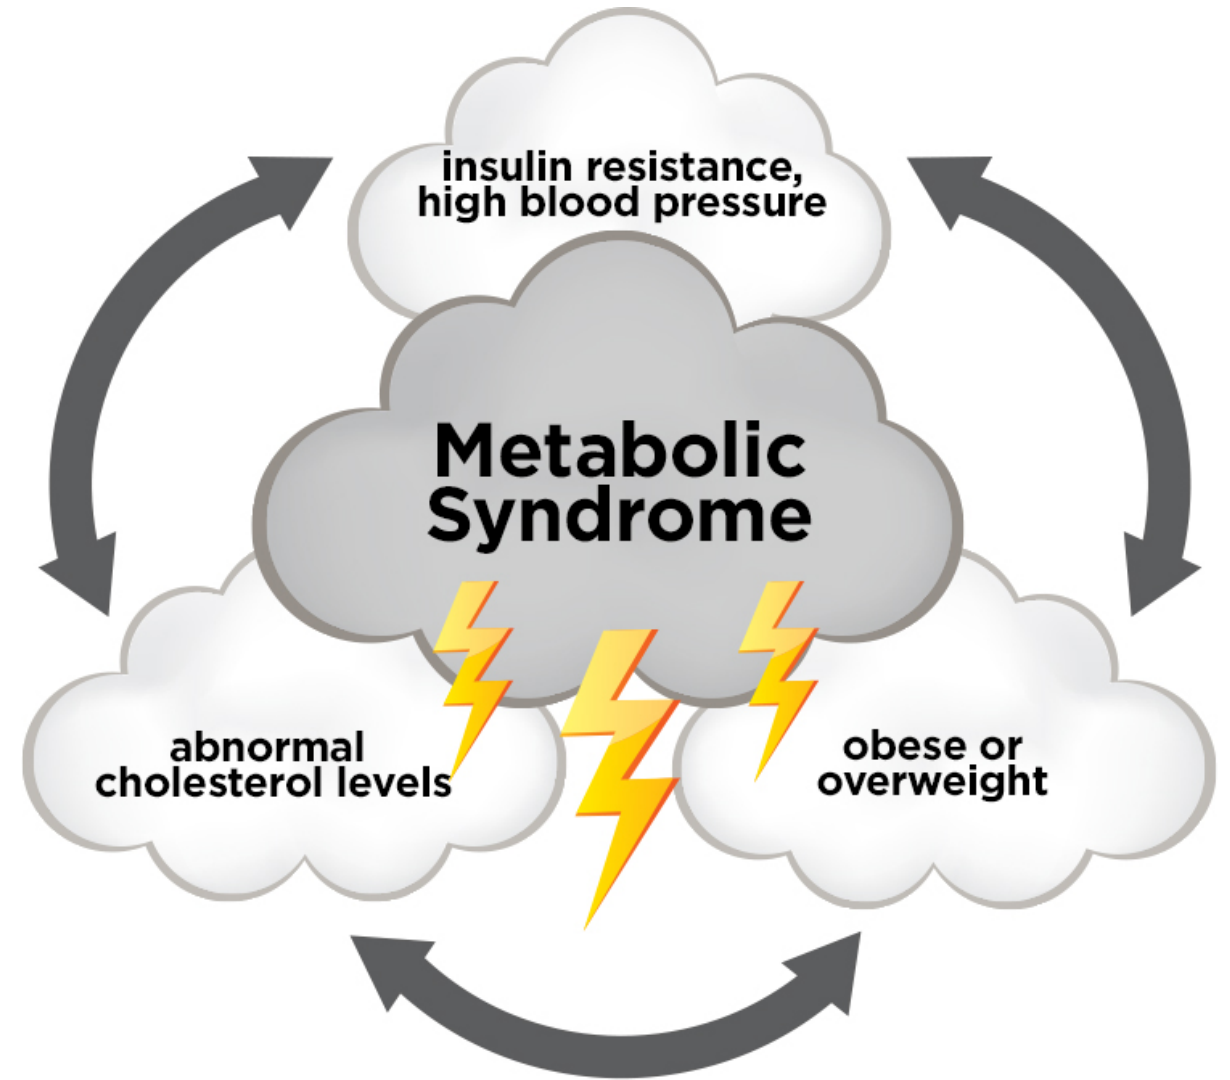 insulin resistance,
high blood pressure
Metabolic
Syndrome
abnormal
cholesterol levels
obese or
overweight